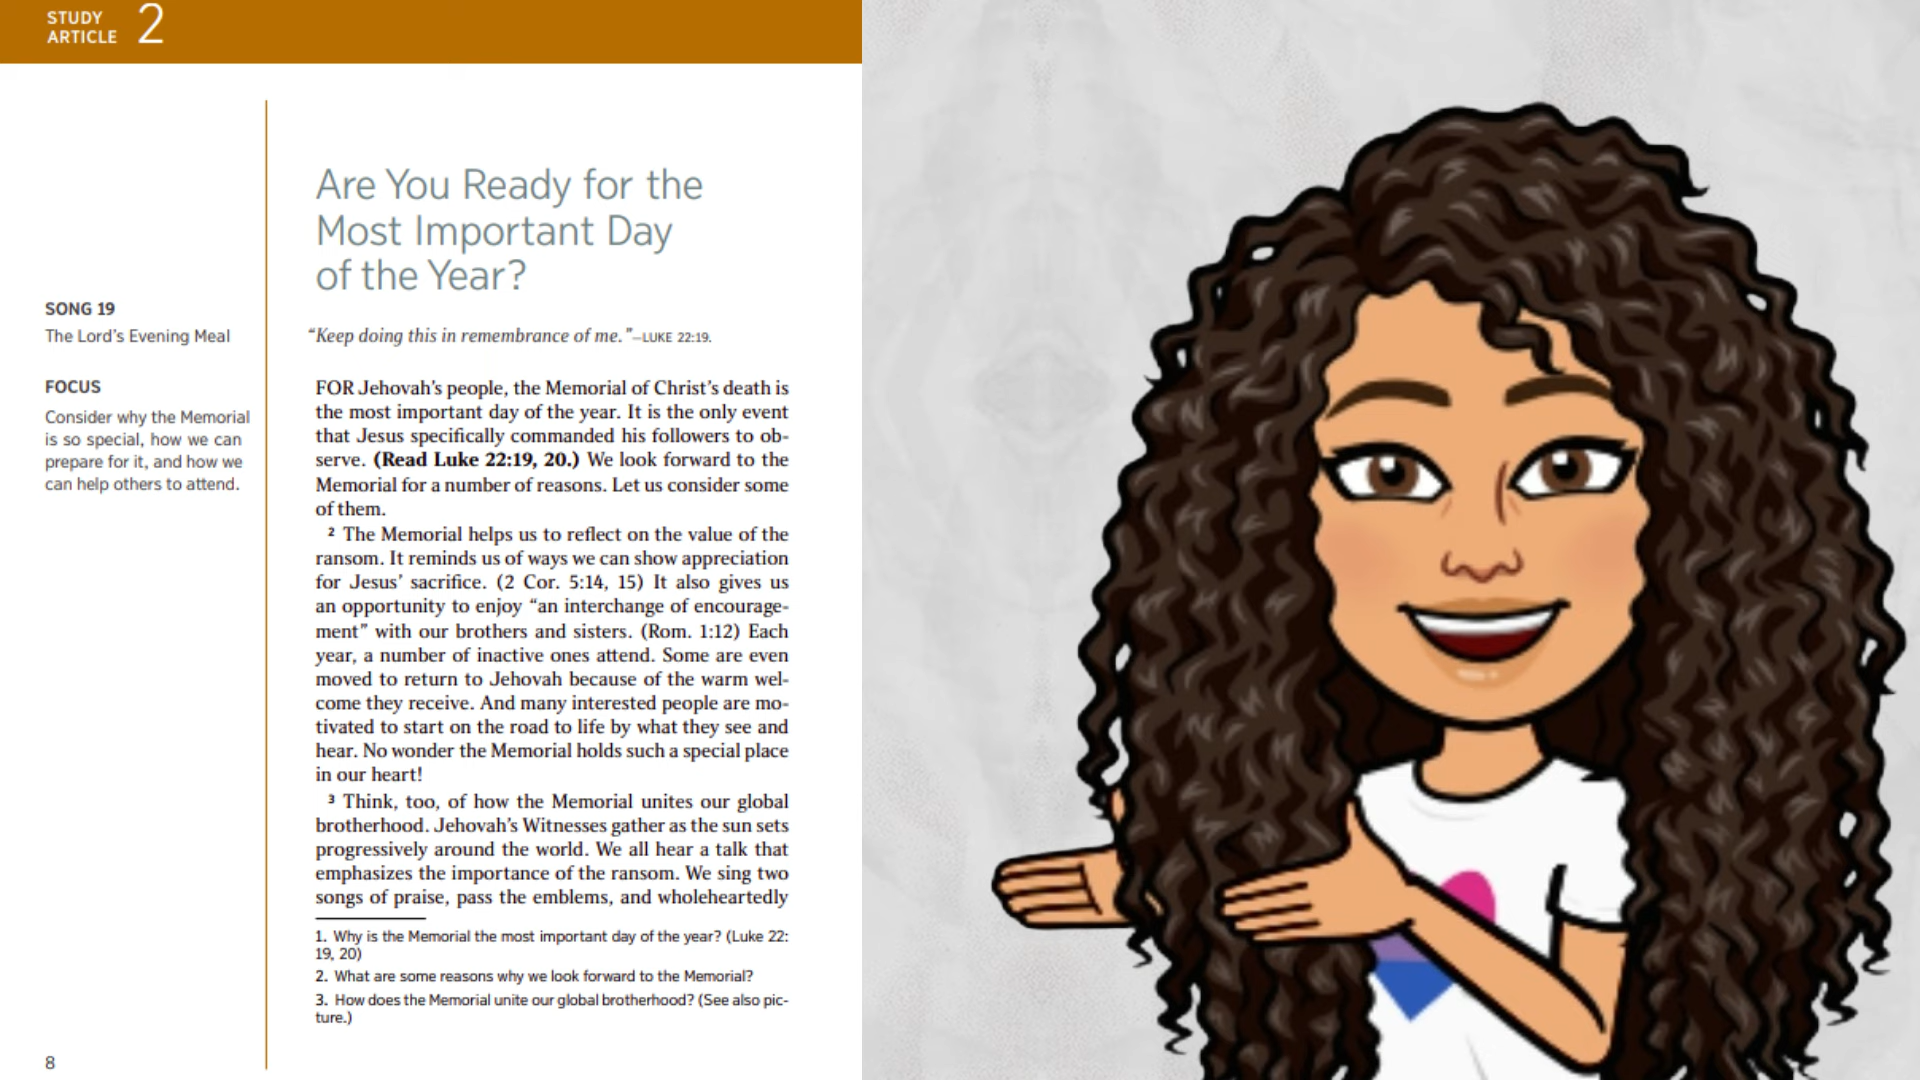 STUDY
ARTICLE 2
Are You Ready for the
Most Important Day
of the Year?
SONG 19
The Lord's Evening Meal
FOCUS
Consider why the Memorial
is so special, how we can
prepare for it, and how we
can help others to attend.
“Keep doing this in remembrance of me.”—LUKE 22:19.
FOR Jehovah's people, the Memorial of Christ's death is
the most important day of the year. It is the only event
that Jesus specifically commanded his followers to ob-
serve. (Read Luke 22:19, 20.) We look forward to the
Memorial for a number of reasons. Let us consider some
of them.
2 The Memorial helps us to reflect on the value of the
ransom. It reminds us of ways we can show appreciation
for Jesus' sacrifice. (2 Cor. 5:14, 15) It also gives us
an opportunity to enjoy “an interchange of encourage-
ment” with our brothers and sisters. (Rom. 1:12) Each
year, a number of inactive ones attend. Some are even
moved to return to Jehovah because of the warm wel-
come they receive. And many interested people are mo-
tivated to start on the road to life by what they see and
hear. No wonder the Memorial holds such a special place
in our heart!
3 Think, too, of how the Memorial unites our global
brotherhood. Jehovah's Witnesses gather as the sun sets
progressively around the world. We all hear a talk that
emphasizes the importance of the ransom. We sing two
songs of praise, pass the emblems, and wholeheartedly
1. Why is the Memorial the most important day of the year? (Luke 22:
19, 20)
2. What are some reasons why we look forward to the Memorial?
3. How does the Memorial unite our global brotherhood? (See also pic-
ture.)
8